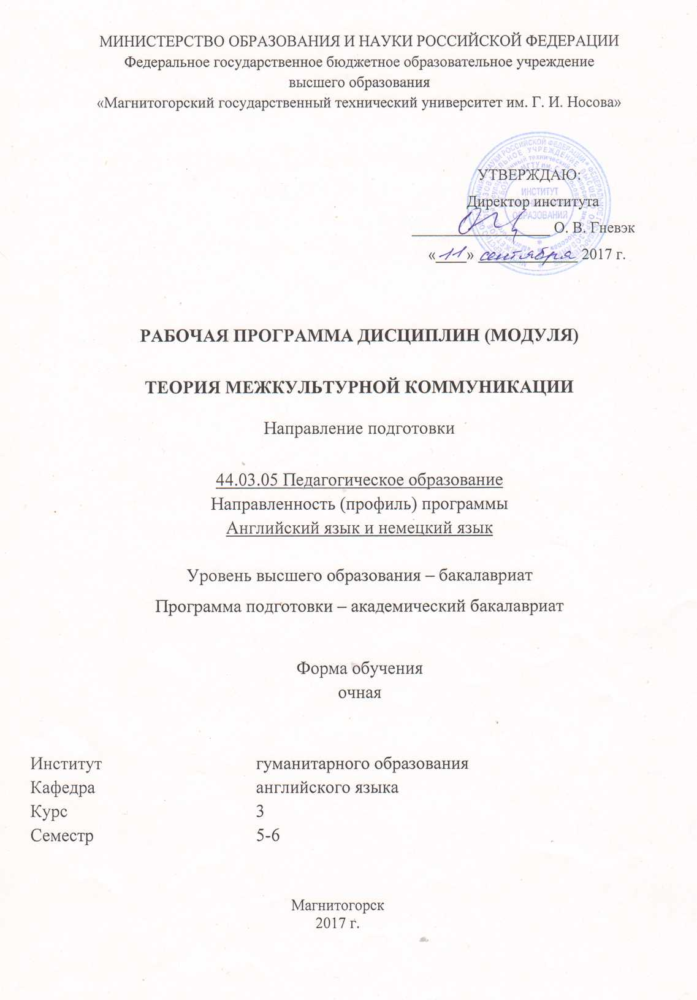 МИНИСТЕРСТВО ОБРАЗОВАНИЯ И НАУКИ РОССИЙСКОЙ ФЕДЕРАЦИИ
Федеральное государственное бюджетное образовательное учреждение
высшего образования
«Магнитогорский государственный технический университет им. Г. И. Носова»
УТВЕРЖДАЮ:
Директор института
О. В. Гневэк
«11» сентября 2017 г.
ИНСТИТУТ
ОБРАЗОВАНИЯ
РАБОЧАЯ ПРОГРАММА ДИСЦИПЛИН (МОДУЛЯ)
ТЕОРИЯ МЕЖКУЛЬТУРНОЙ КОММУНИКАЦИИ
Направление подготовки
44.03.05 Педагогическое образование
Направленность (профиль) программы
Английский язык и немецкий язык
Уровень высшего образования – бакалавриат
Программа подготовки – академический бакалавриат
Форма обучения
очная
Институт гуманитарного образования
Кафедра английского языка
Курс 3
Семестр 5-6
Магнитогорск
2017 г.